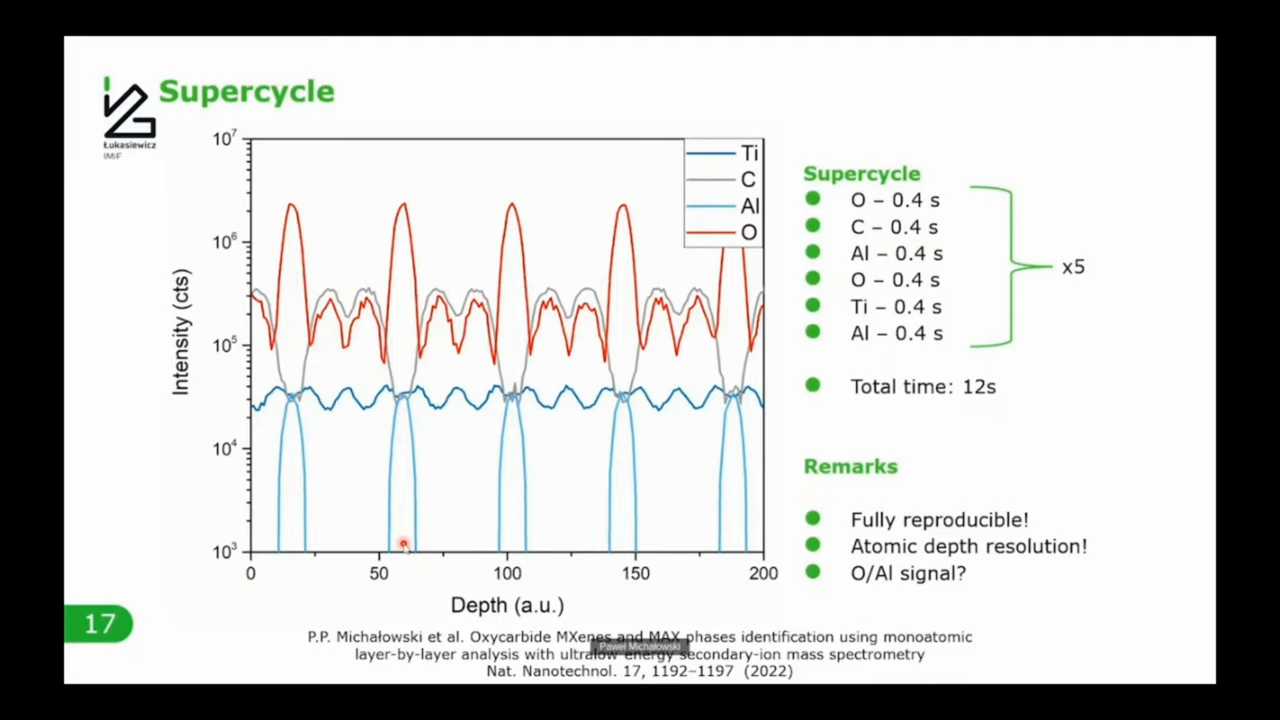 Supercycle
Łukasiewicz
IMiF
10⁷
10⁶
10⁵
10⁴
10³
Intensity (cts)
0
50
100
150
200
Depth (a.u.)
Ti
C
Al
O
Supercycle
O – 0.4 s
C – 0.4 s
Al – 0.4 s
O – 0.4 s
Ti – 0.4 s
Al – 0.4 s
x5
Total time: 12s
Remarks
Fully reproducible!
Atomic depth resolution!
O/Al signal?
17
P.P. Michałowski et al. Oxycarbide MXenes and MAX phases identification using monoatomic
Paweł Michałowski
layer-by-layer analysis with ultralow energy secondary-ion mass spectrometry
Nat. Nanotechnol. 17, 1192–1197 (2022)